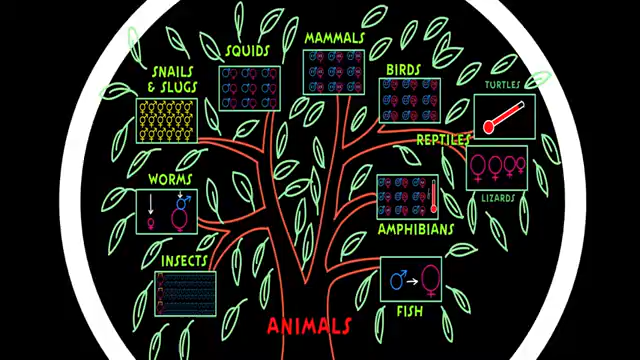 MAMMALS
SQUIDS
BIRDS
SNAILS
& SLUGS
TURTLES
REPTILES
WORMS
LIZARDS
AMPHIBIANS
INSECTS
FISH
ANIMALS